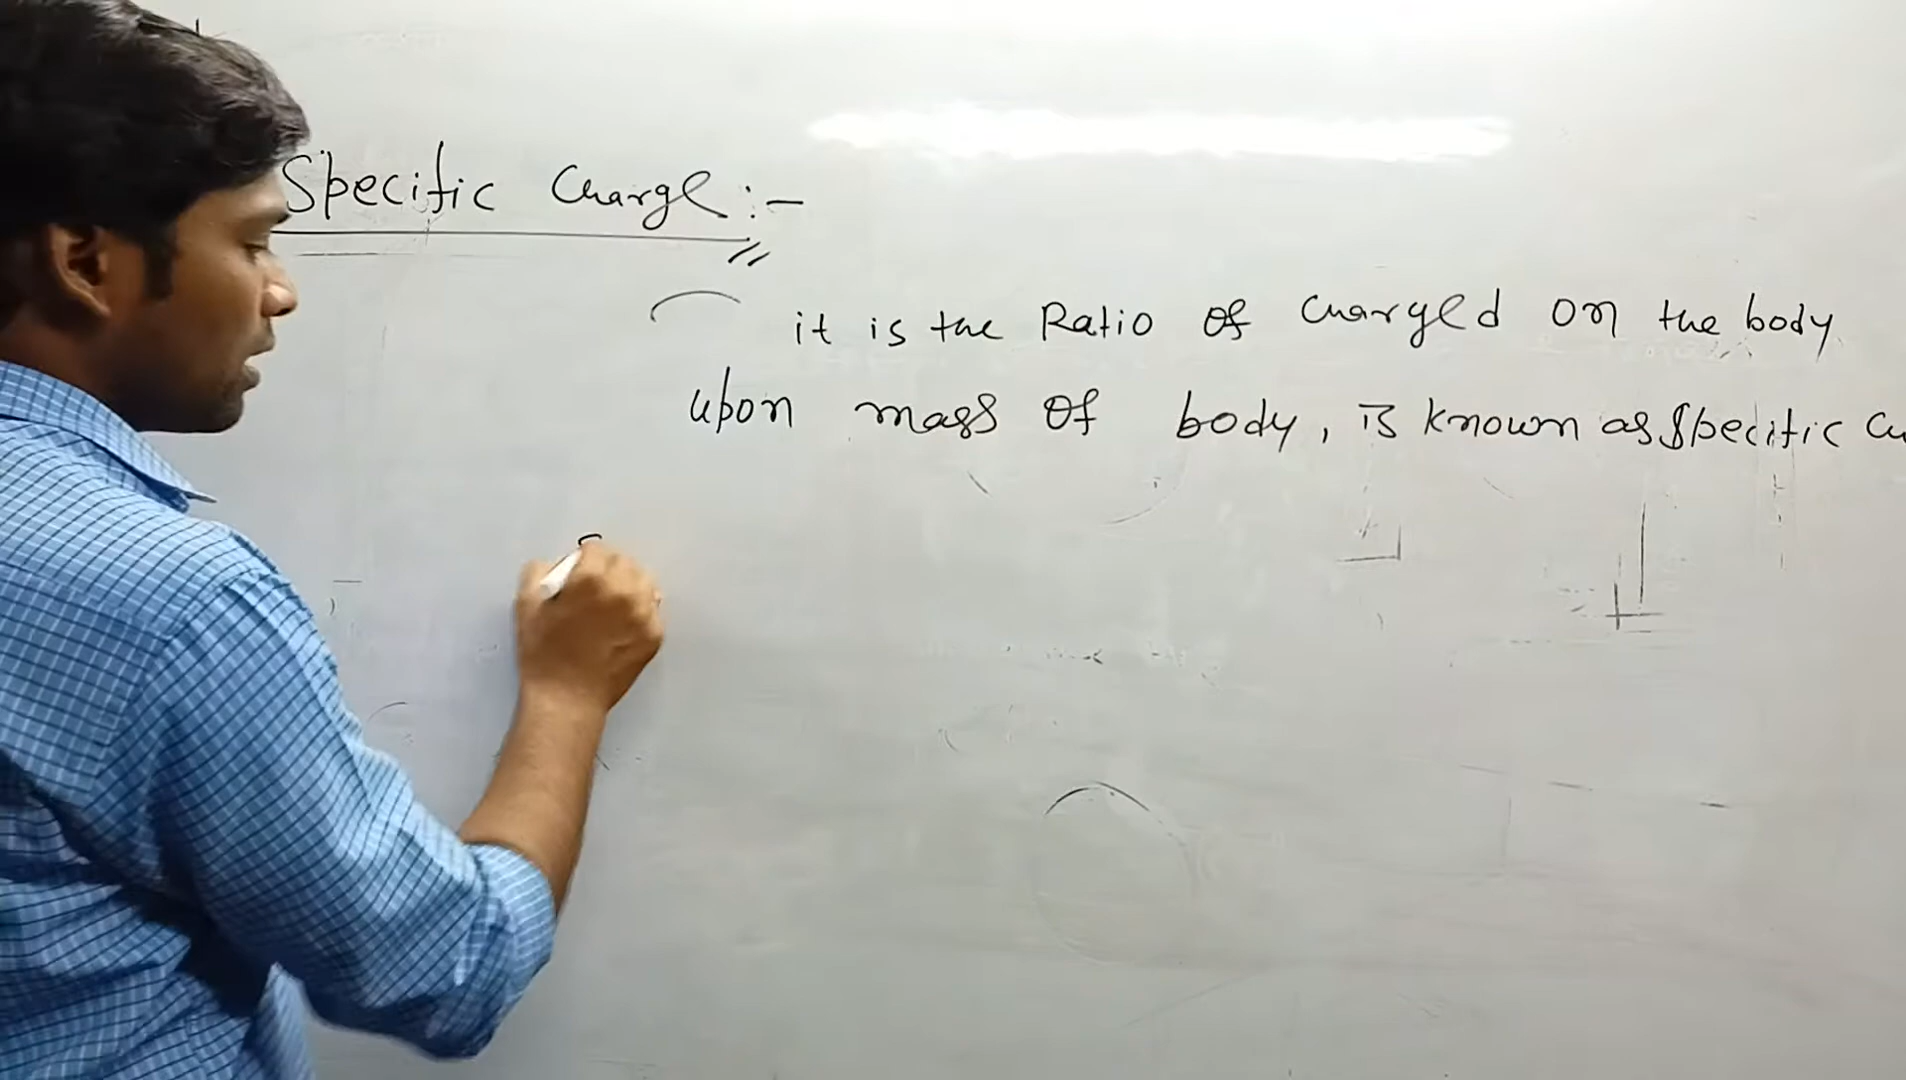 Specific Charge :-
it is the Ratio of Charged on the body
upon mass of body, is known as Specific